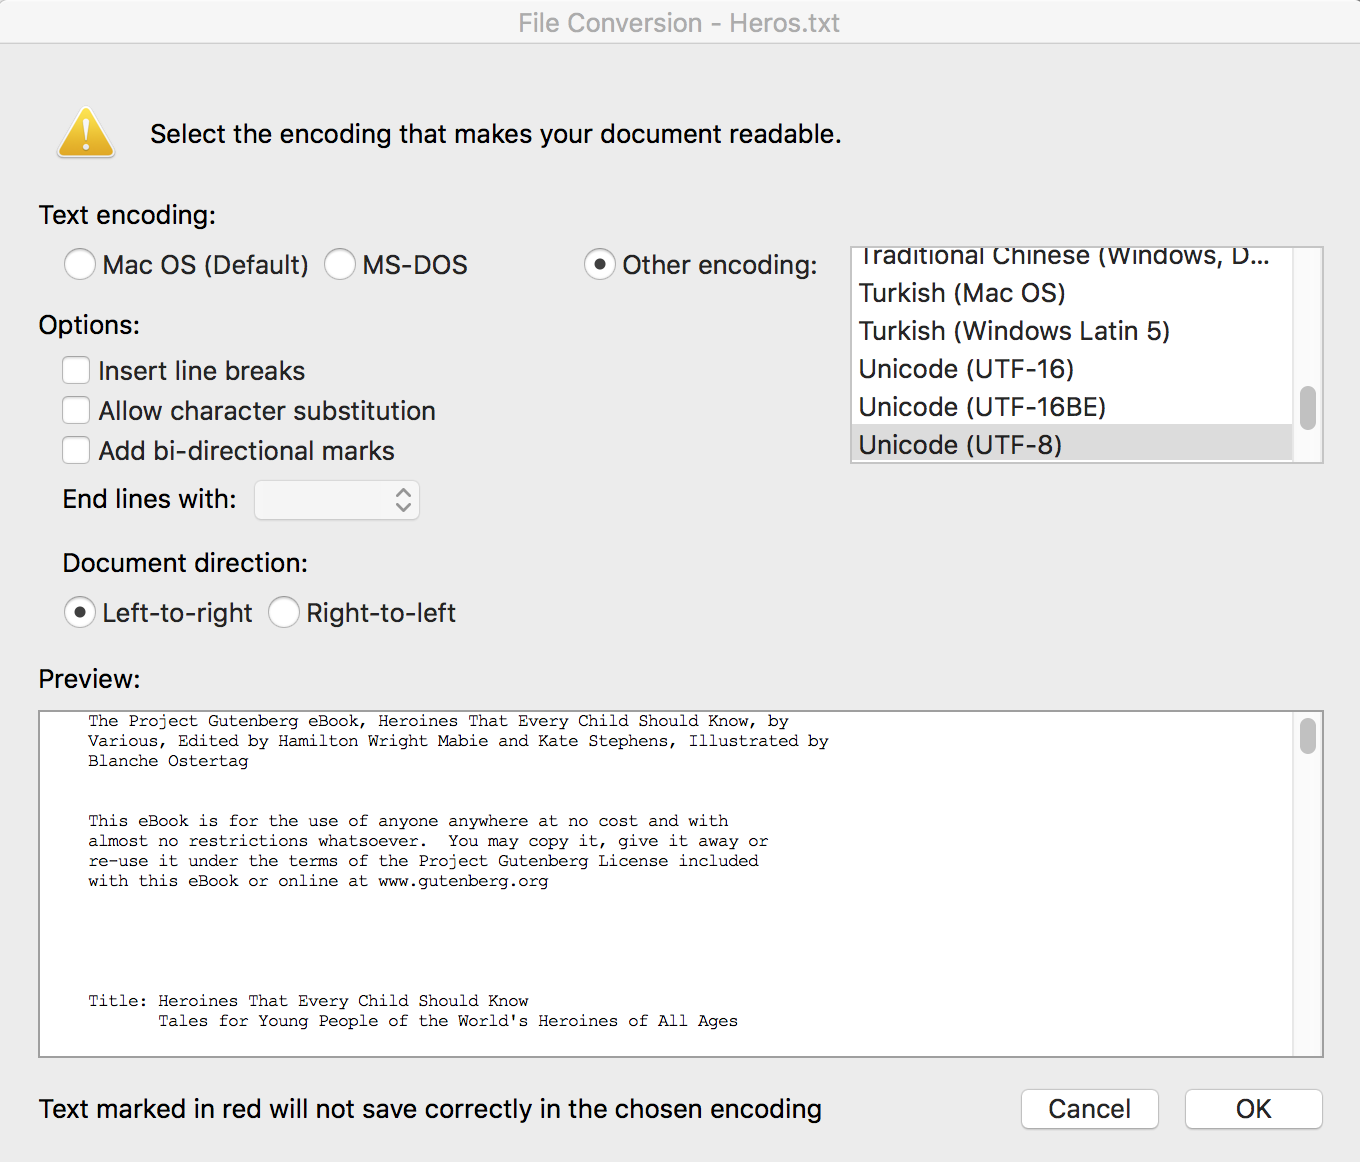 File Conversion - Heros.txt
Select the encoding that makes your document readable.
Text encoding:
Mac OS (Default) MS-DOS Other encoding:
Traditional Chinese (Windows, D...
Turkish (Mac OS)
Turkish (Windows Latin 5)
Unicode (UTF-16)
Unicode (UTF-16BE)
Unicode (UTF-8)
Options:
Insert line breaks
Allow character substitution
Add bi-directional marks
End lines with:
Document direction:
Left-to-right Right-to-left
Preview:
The Project Gutenberg eBook, Heroines That Every Child Should Know, by
Various, Edited by Hamilton Wright Mabie and Kate Stephens, Illustrated by
Blanche Ostertag
This eBook is for the use of anyone anywhere at no cost and with
almost no restrictions whatsoever.  You may copy it, give it away or
re-use it under the terms of the Project Gutenberg License included
with this eBook or online at www.gutenberg.org
Title: Heroines That Every Child Should Know
Tales for Young People of the World's Heroines of All Ages
Text marked in red will not save correctly in the chosen encoding
Cancel OK